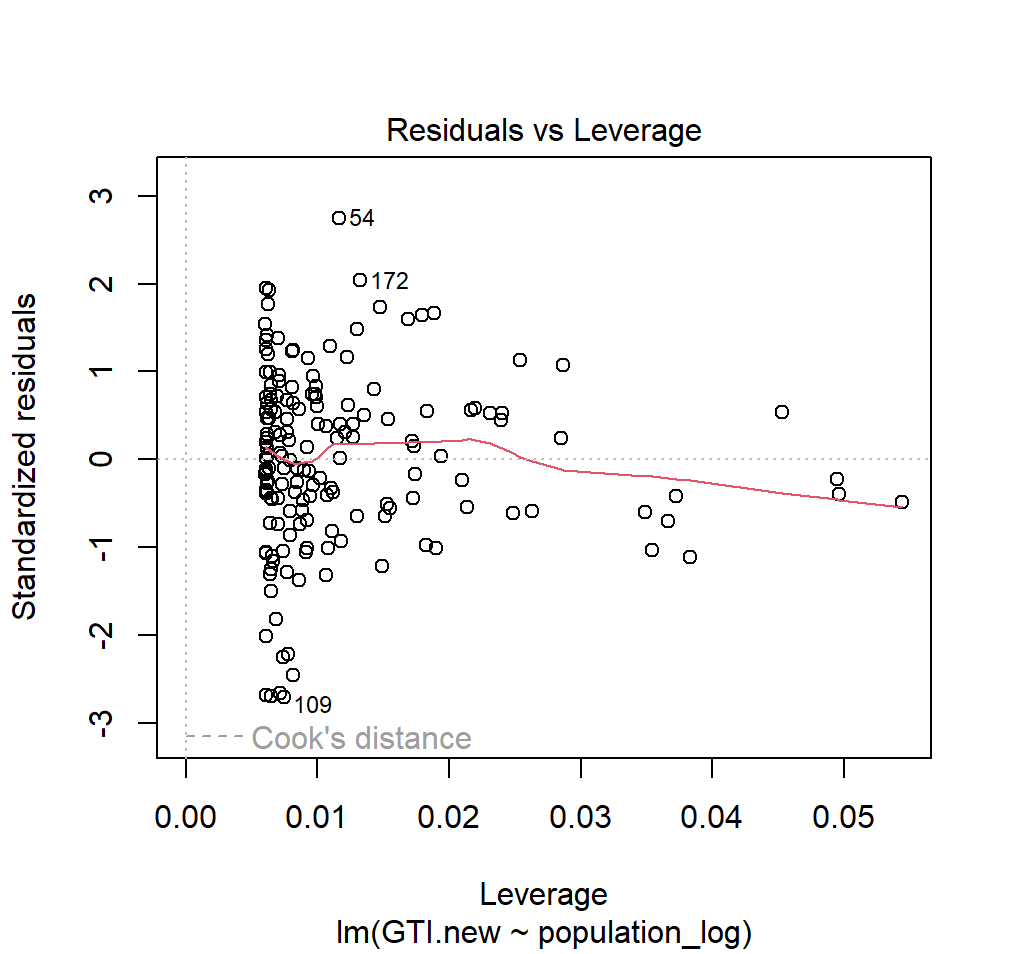 Residuals vs Leverage
Standardized residuals
3
2
1
0
-1
-2
-3
54
172
109
Cook's distance
0.00 0.01 0.02 0.03 0.04 0.05
Leverage
lm(GTI.new ~ population_log)